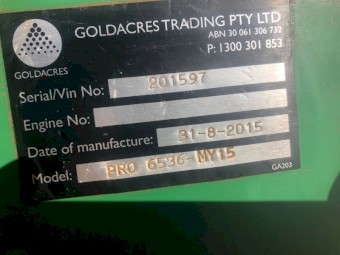 GOLDACRES TRADING PTY LTD
ABN 30 061 306 732
P: 1300 301 853
GOLDACRES
Serial/Vin No: 201597
Engine No:
Date of manufacture: 31-8-2015
Model: PRO 6536-MY15
GA203